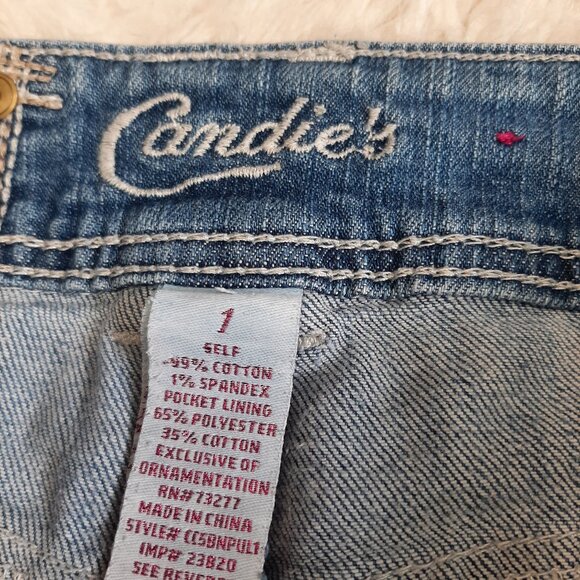 Candie's
1
SELF
99% COTTON
1% SPANDEX
POCKET LINING
65% POLYESTER
35% COTTON
EXCLUSIVE OF
ORNAMENTATION
RN#73277
MADE IN CHINA
STYLE# CC5BNPUL1
IMP# 23820
SEE REVERSE